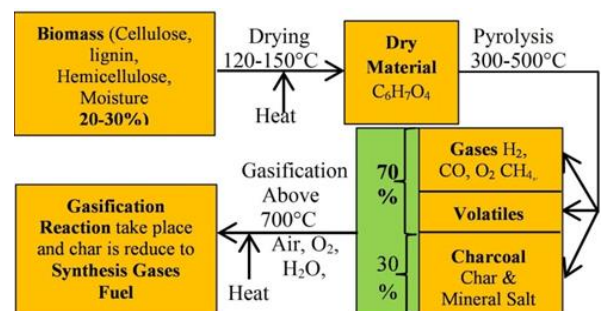 Biomass (Cellulose,
lignin,
Hemicellulose,
Moisture
20-30%)
Drying
120-150°C
Heat
Dry
Material
C₆H₇O₄
Pyrolysis
300-500°C
Gases H₂,
CO, O₂ CH₄,.
Volatiles
Charcoal
Char &
Mineral Salt
70
%
30
%
Gasification
Above
700°C
Air, O₂,
H₂O,
Heat
Gasification
Reaction take place
and char is reduce to
Synthesis Gases
Fuel